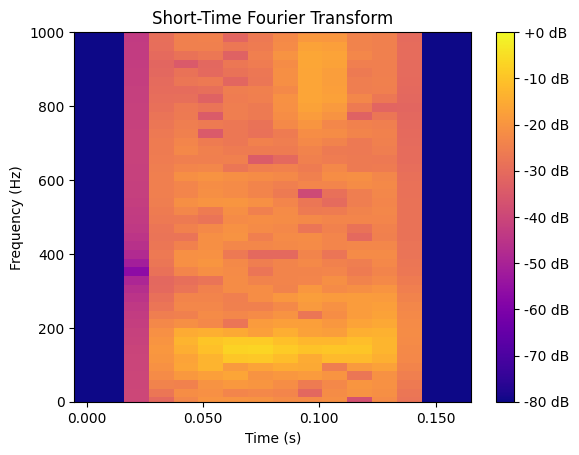 Short-Time Fourier Transform
1000
800
600
400
200
0
Frequency (Hz)
0.000
0.050
0.100
0.150
Time (s)
+0 dB
-10 dB
-20 dB
-30 dB
-40 dB
-50 dB
-60 dB
-70 dB
-80 dB